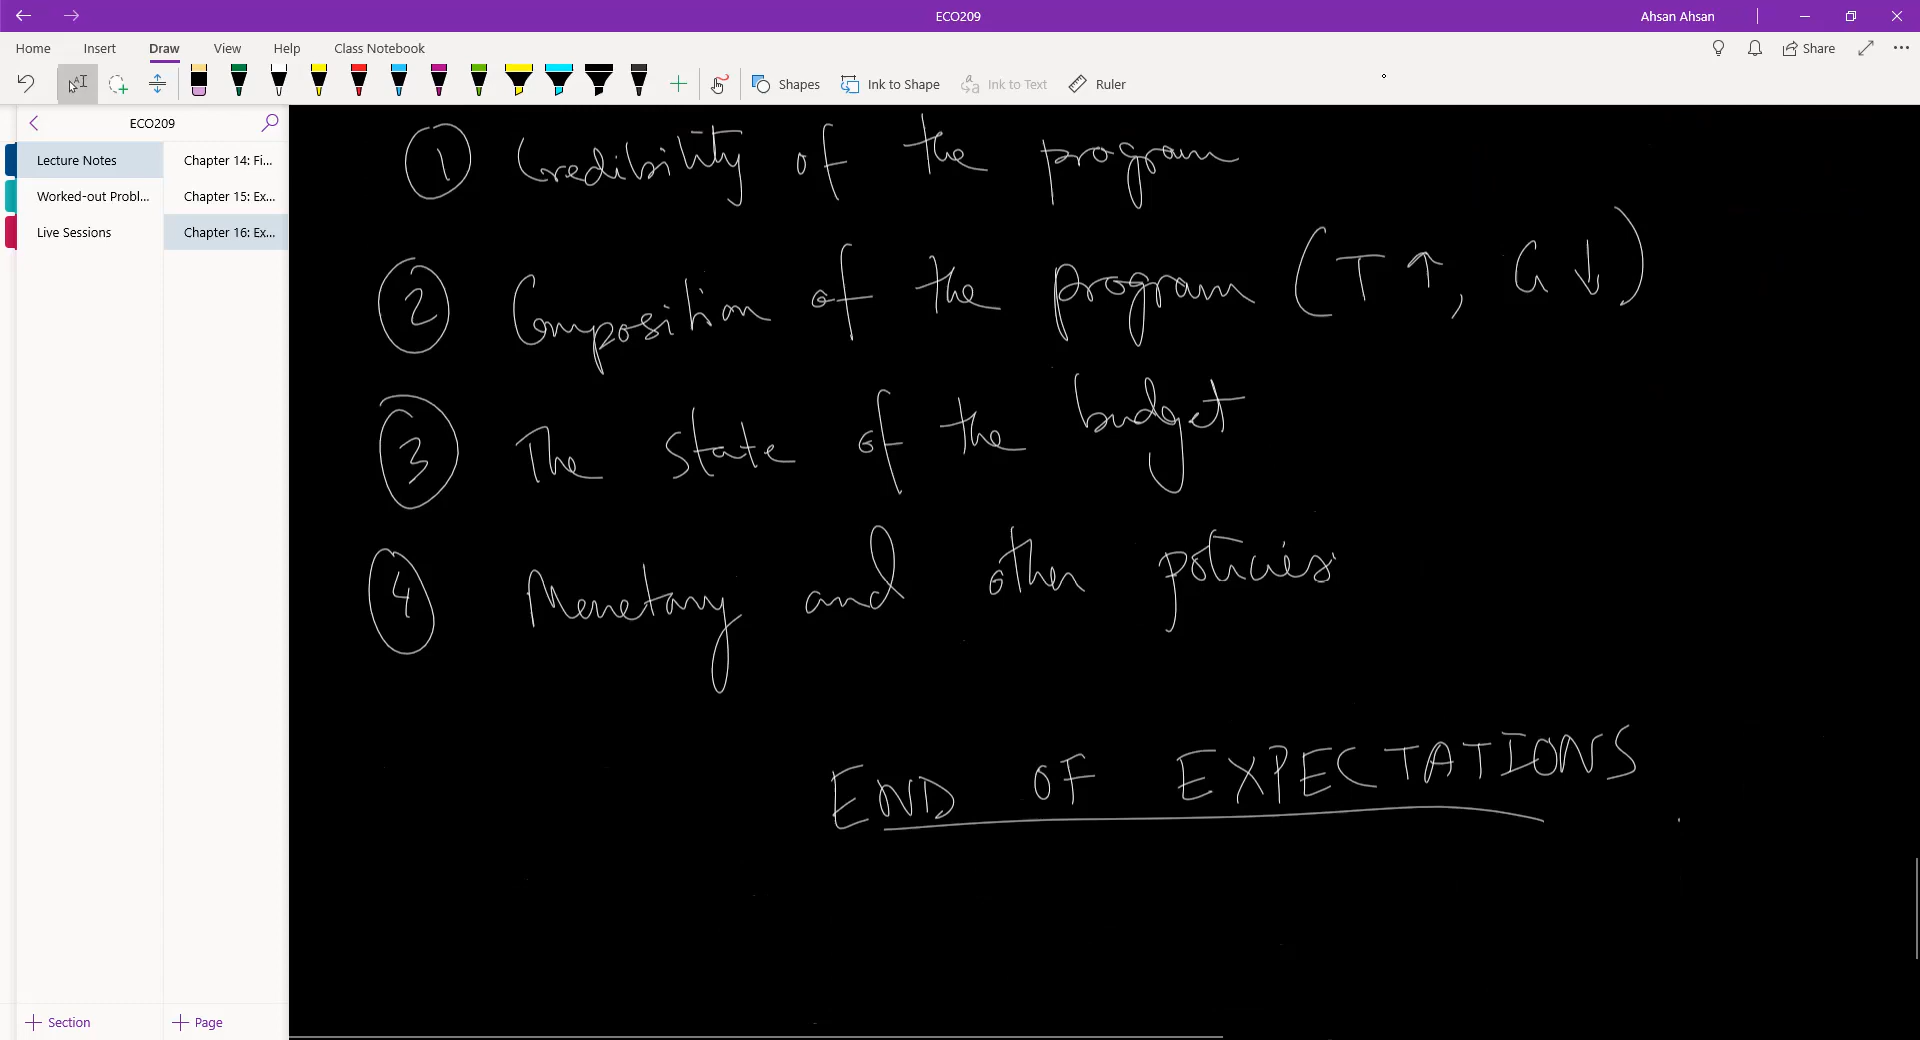 ECO209
Ahsan Ahsan
Home Insert Draw View Help Class Notebook
Share
Shapes Ink to Shape Ink to Text Ruler
ECO209
Lecture Notes
Worked-out Probl...
Live Sessions
Chapter 14: Fi...
Chapter 15: Ex...
Chapter 16: Ex...
① Credibility of the program
② Composition of the program (T↑, G↓)
③ The state of the budget
④ Monetary and other policies
END OF EXPECTATIONS
+ Section + Page